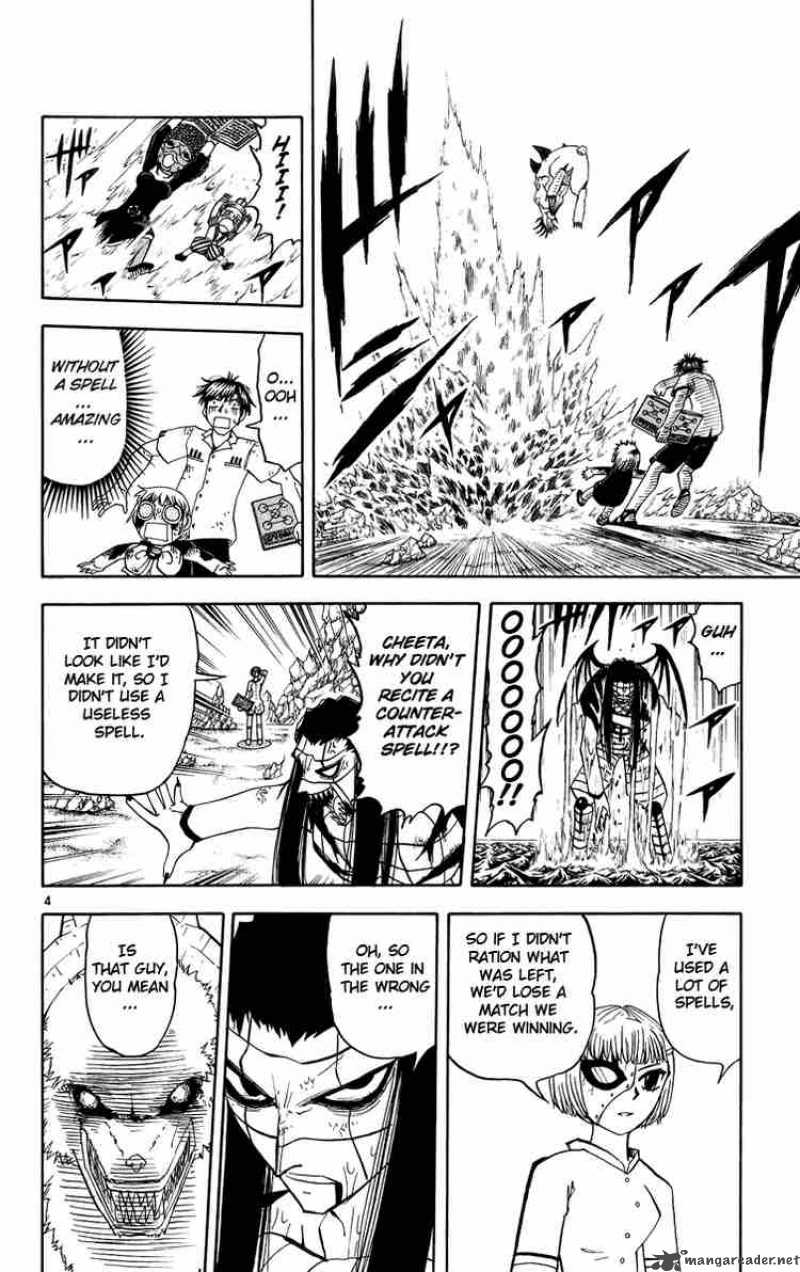 HIIII!
O...
OOH
...
WITHOUT
A SPELL
...
AMAZING
...
GUH
...
OOOOOOO!!
CHEETA,
WHY DIDN'T
YOU
RECITE A
COUNTER-
ATTACK
SPELL!!?
IT DIDN'T
LOOK LIKE I'D
MAKE IT, SO I
DIDN'T USE A
USELESS
SPELL.
4
I'VE
USED A
LOT OF
SPELLS,
SO IF I DIDN'T
RATION WHAT
WAS LEFT,
WE'D LOSE A
MATCH WE
WERE WINNING.
OH, SO
THE ONE IN
THE WRONG
...
IS
THAT GUY,
YOU MEAN
...
mangareader.net